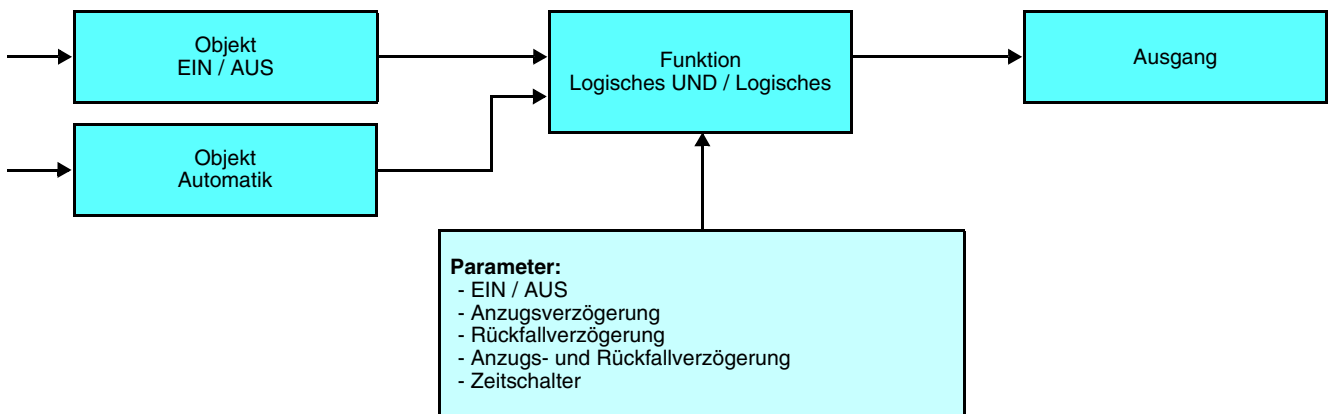 Objekt
EIN / AUS
Funktion
Logisches UND / Logisches
Ausgang
Objekt
Automatik
Parameter:
- EIN / AUS
- Anzugsverzögerung
- Rückfallverzögerung
- Anzugs- und Rückfallverzögerung
- Zeitschalter